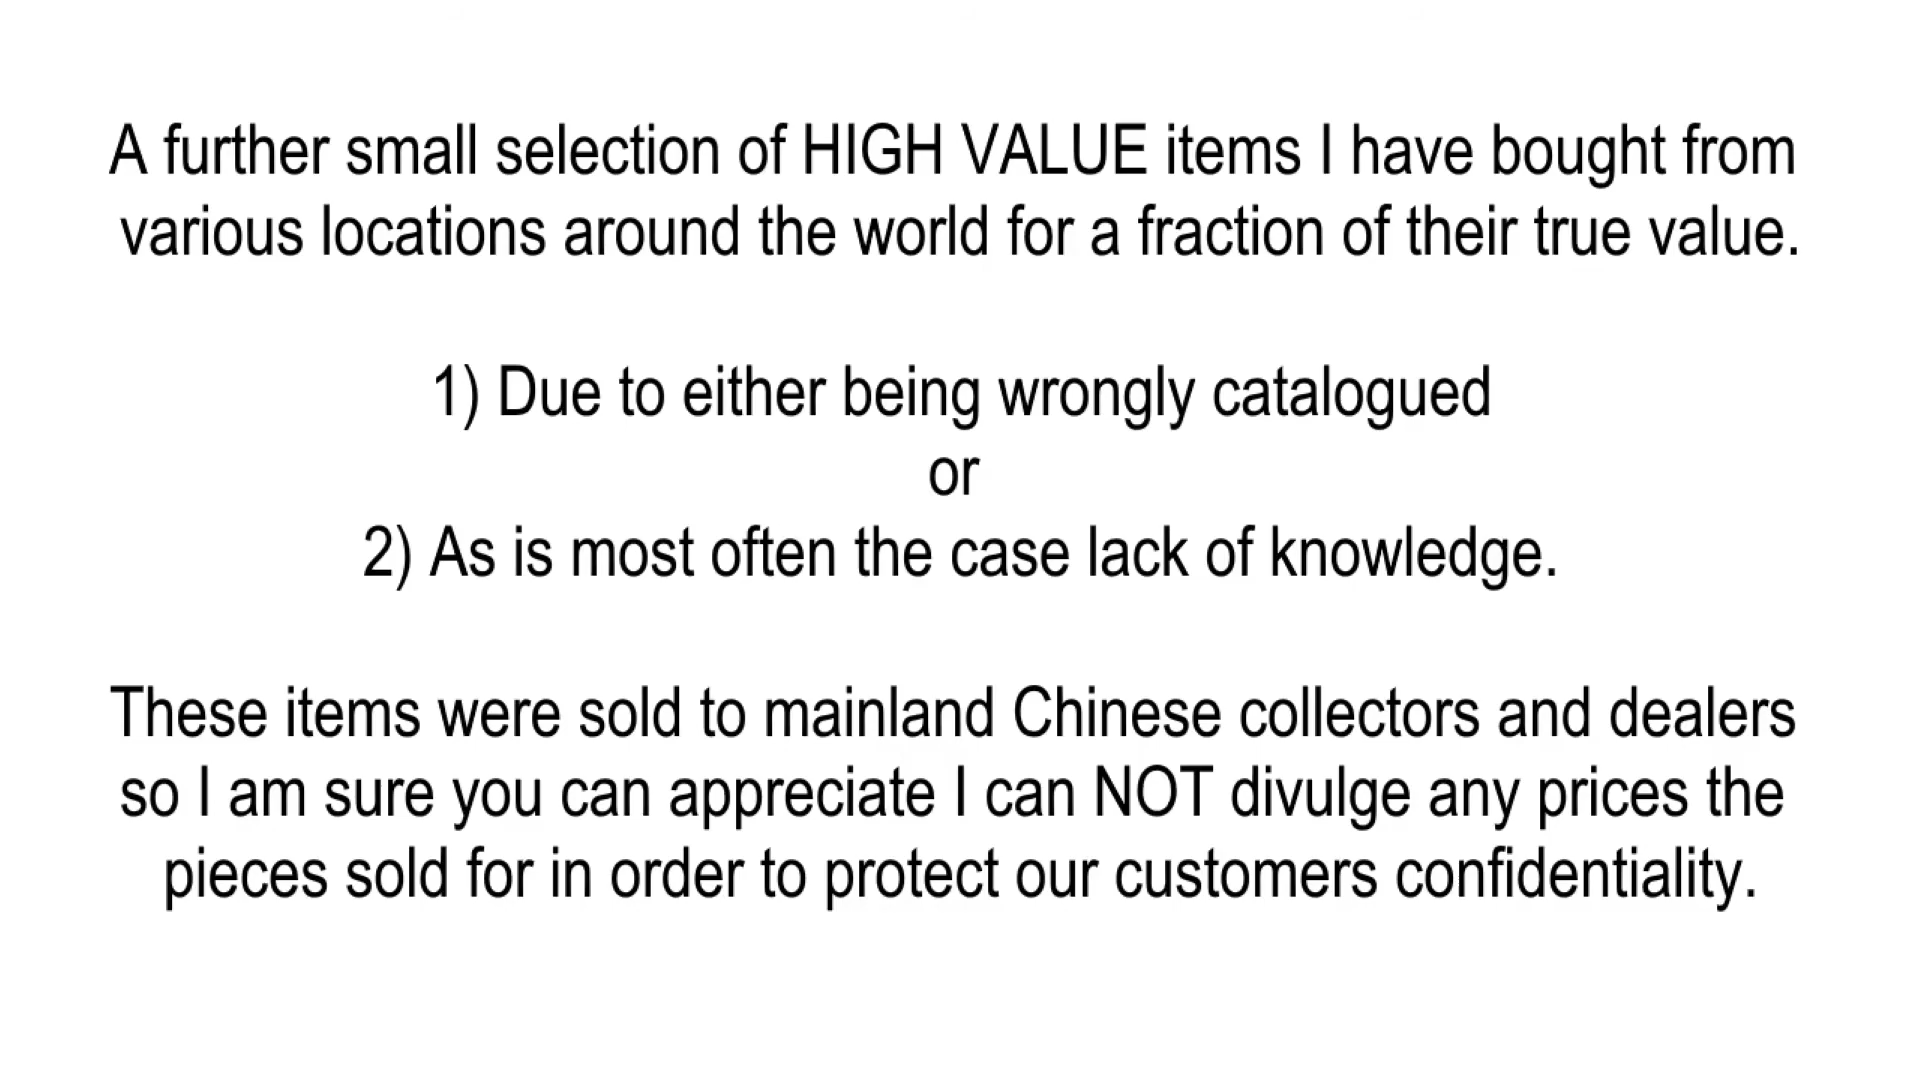 A further small selection of HIGH VALUE items I have bought from
various locations around the world for a fraction of their true value.
1) Due to either being wrongly catalogued
or
2) As is most often the case lack of knowledge.
These items were sold to mainland Chinese collectors and dealers
so I am sure you can appreciate I can NOT divulge any prices the
pieces sold for in order to protect our customers confidentiality.